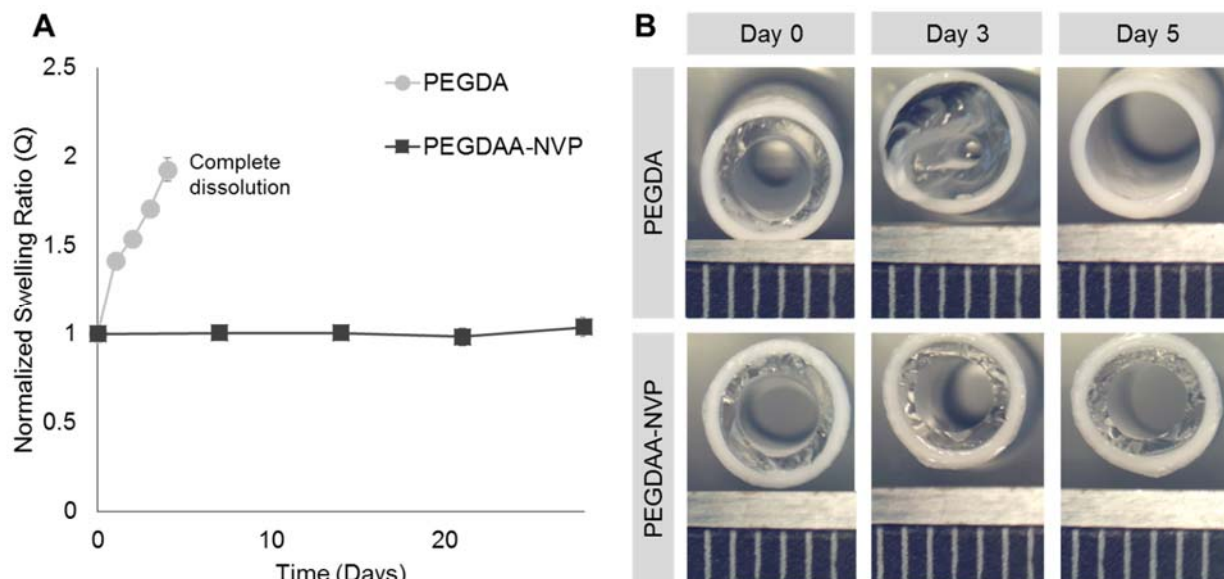 A
Normalized Swelling Ratio (Q)
2.5
2
1.5
1
0.5
0
0
10
20
Time (Days)
PEGDA
PEGDAA-NVP
Complete
dissolution
B
Day 0
Day 3
Day 5
PEGDA
PEGDAA-NVP